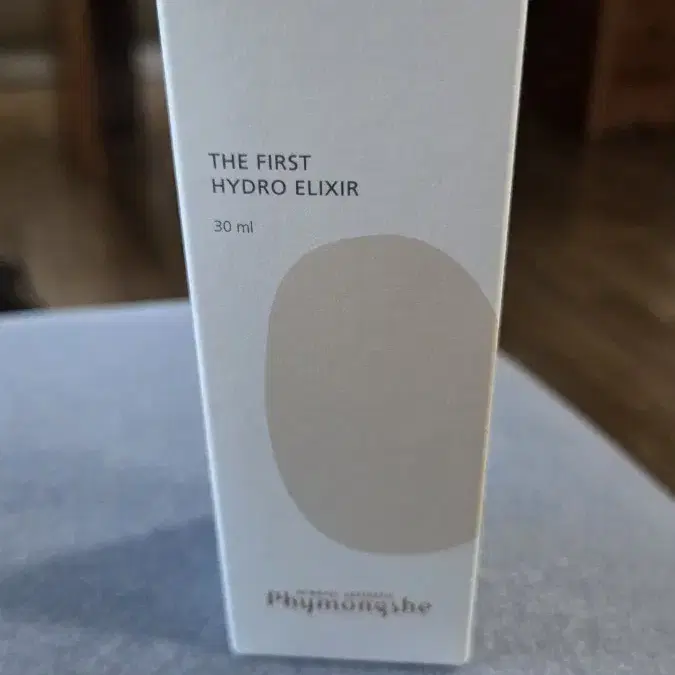 THE FIRST
HYDRO ELIXIR
30 ml
Phymongshe